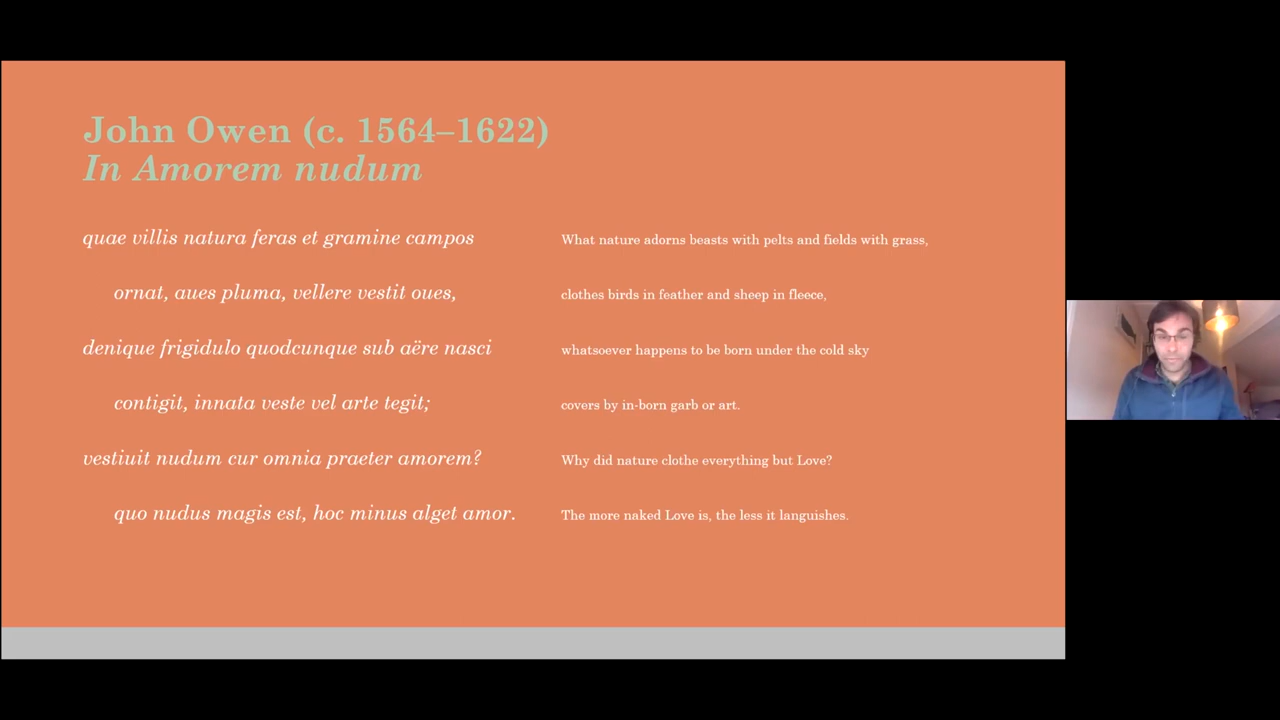 John Owen (c. 1564–1622)
In Amorem nudum
quae villis natura feras et gramine campos
ornat, aues pluma, vellere vestit oues,
denique frigidulo quodcunque sub aëre nasci
contigit, innata veste vel arte tegit;
vestiuit nudum cur omnia praeter amorem?
quo nudus magis est, hoc minus alget amor.
What nature adorns beasts with pelts and fields with grass,
clothes birds in feather and sheep in fleece,
whatsoever happens to be born under the cold sky
covers by in-born garb or art.
Why did nature clothe everything but Love?
The more naked Love is, the less it languishes.